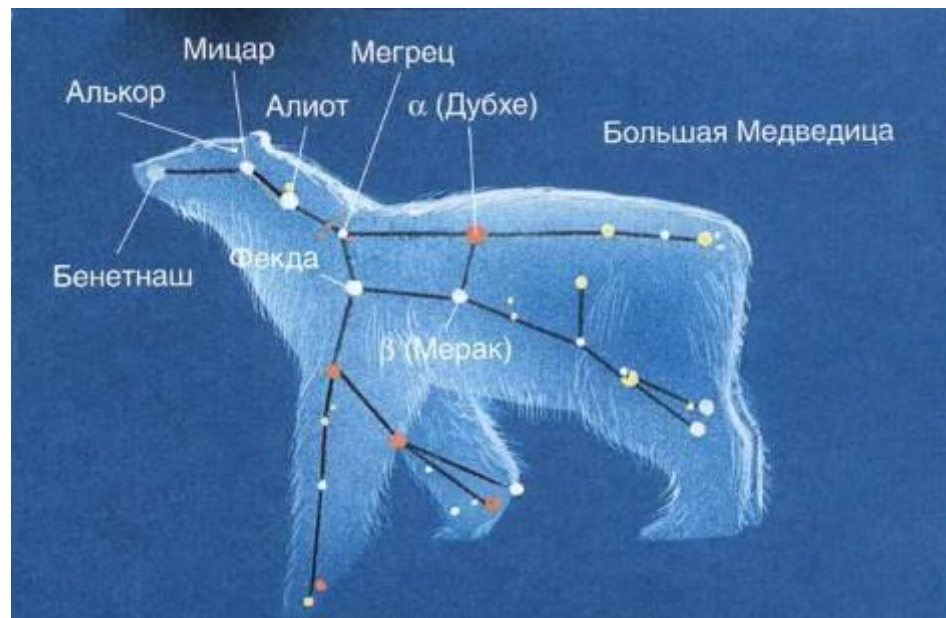 Мицар
Мегрец
Алькор
Алиот
α (Дубхе)
Большая Медведица
Фекда
Бенетнаш
β (Мерак)